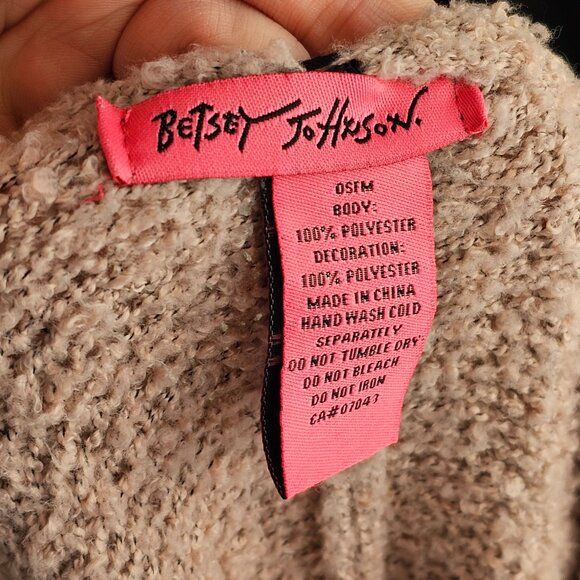 BETSEY JOHNSON.
OSFM
BODY:
100% POLYESTER
DECORATION:
100% POLYESTER
MADE IN CHINA
HAND WASH COLD
SEPARATELY
DO NOT TUMBLE DRY
DO NOT BLEACH
DO NOT IRON
CA#07043